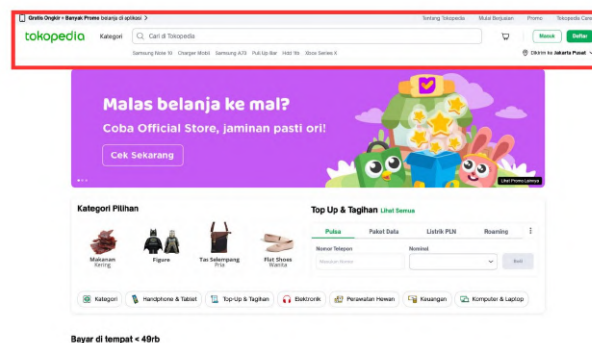 Gratis Ongkir + Banyak Promo belanja di aplikasi >
Tentang Tokopedia Mulai Berjualan Promo Tokopedia Care
tokopedia Kategori Cari di Tokopedia Masuk Daftar
Samsung Note 10 Charger Mobil Samsung A73 Pull Up Bar Hdd 1tb Xbox Series X
Dikirim ke Jakarta Pusat
Malas belanja ke mal?
Coba Official Store, jaminan pasti ori!
Cek Sekarang
Lihat Promo Lainnya
Kategori Pilihan
Makanan Kering
Figure
Tas Selempang Pria
Flat Shoes Wanita
Top Up & Tagihan Lihat Semua
Pulsa Paket Data Listrik PLN Roaming
Nomor Telepon Nominal
Masukan Nomor Beli
Kategori Handphone & Tablet Top-Up & Tagihan Elektronik Perawatan Hewan Keuangan Komputer & Laptop
Bayar di tempat < 49rb